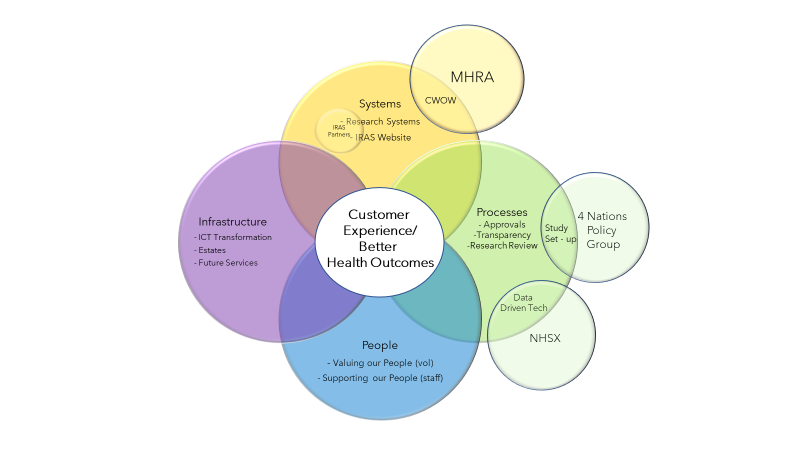 MHRA
CWOW
Systems
- Research Systems
- IRAS Website
IRAS
Partners
Infrastructure
- ICT Transformation
- Estates
- Future Services
Customer
Experience/
Better
Health Outcomes
Processes
- Approvals
-Transparency
-Research Review
Study
Set - up
4 Nations
Policy
Group
Data
Driven Tech
NHSX
People
- Valuing our People (vol)
- Supporting our People (staff)